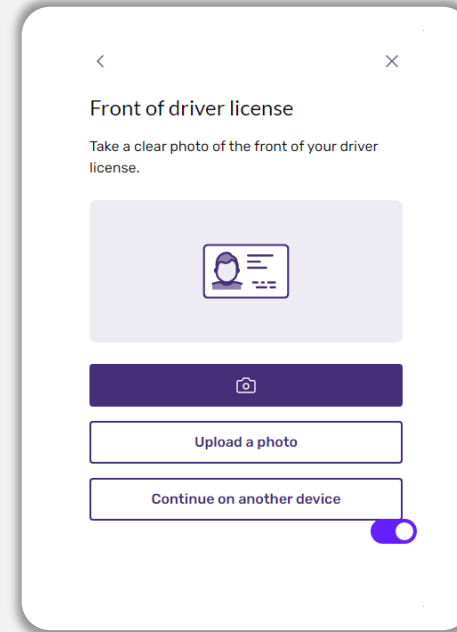 Front of driver license
Take a clear photo of the front of your driver
license.
Upload a photo
Continue on another device